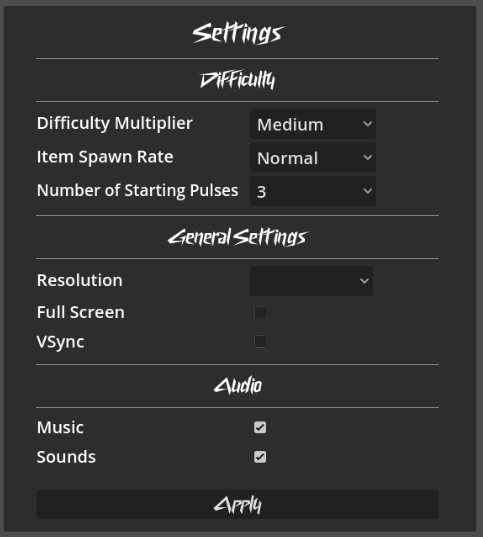 Settings
Difficulty
Difficulty Multiplier Medium
Item Spawn Rate Normal
Number of Starting Pulses 3
General Settings
Resolution
Full Screen
VSync
Audio
Music
Sounds
Apply